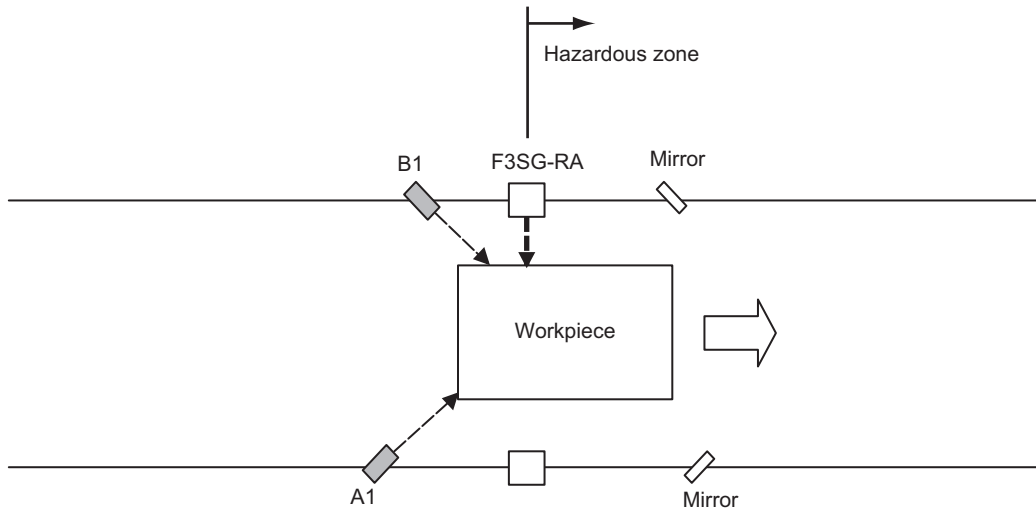 Hazardous zone
B1
F3SG-RA
Mirror
Workpiece
A1
Mirror